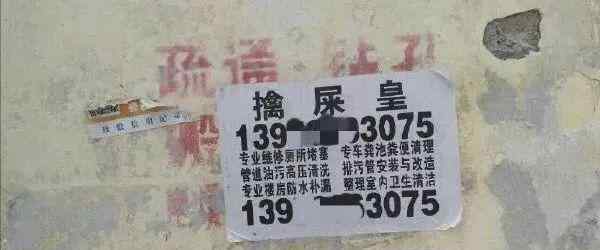 疏通 钻孔
擒屎皇
139 3075
专业维修厕所堵塞 专车粪池粪便清理
管道油污高压清洗 排污管安装与改造
专业楼房防水补漏 整理室内卫生清洁
139 3075